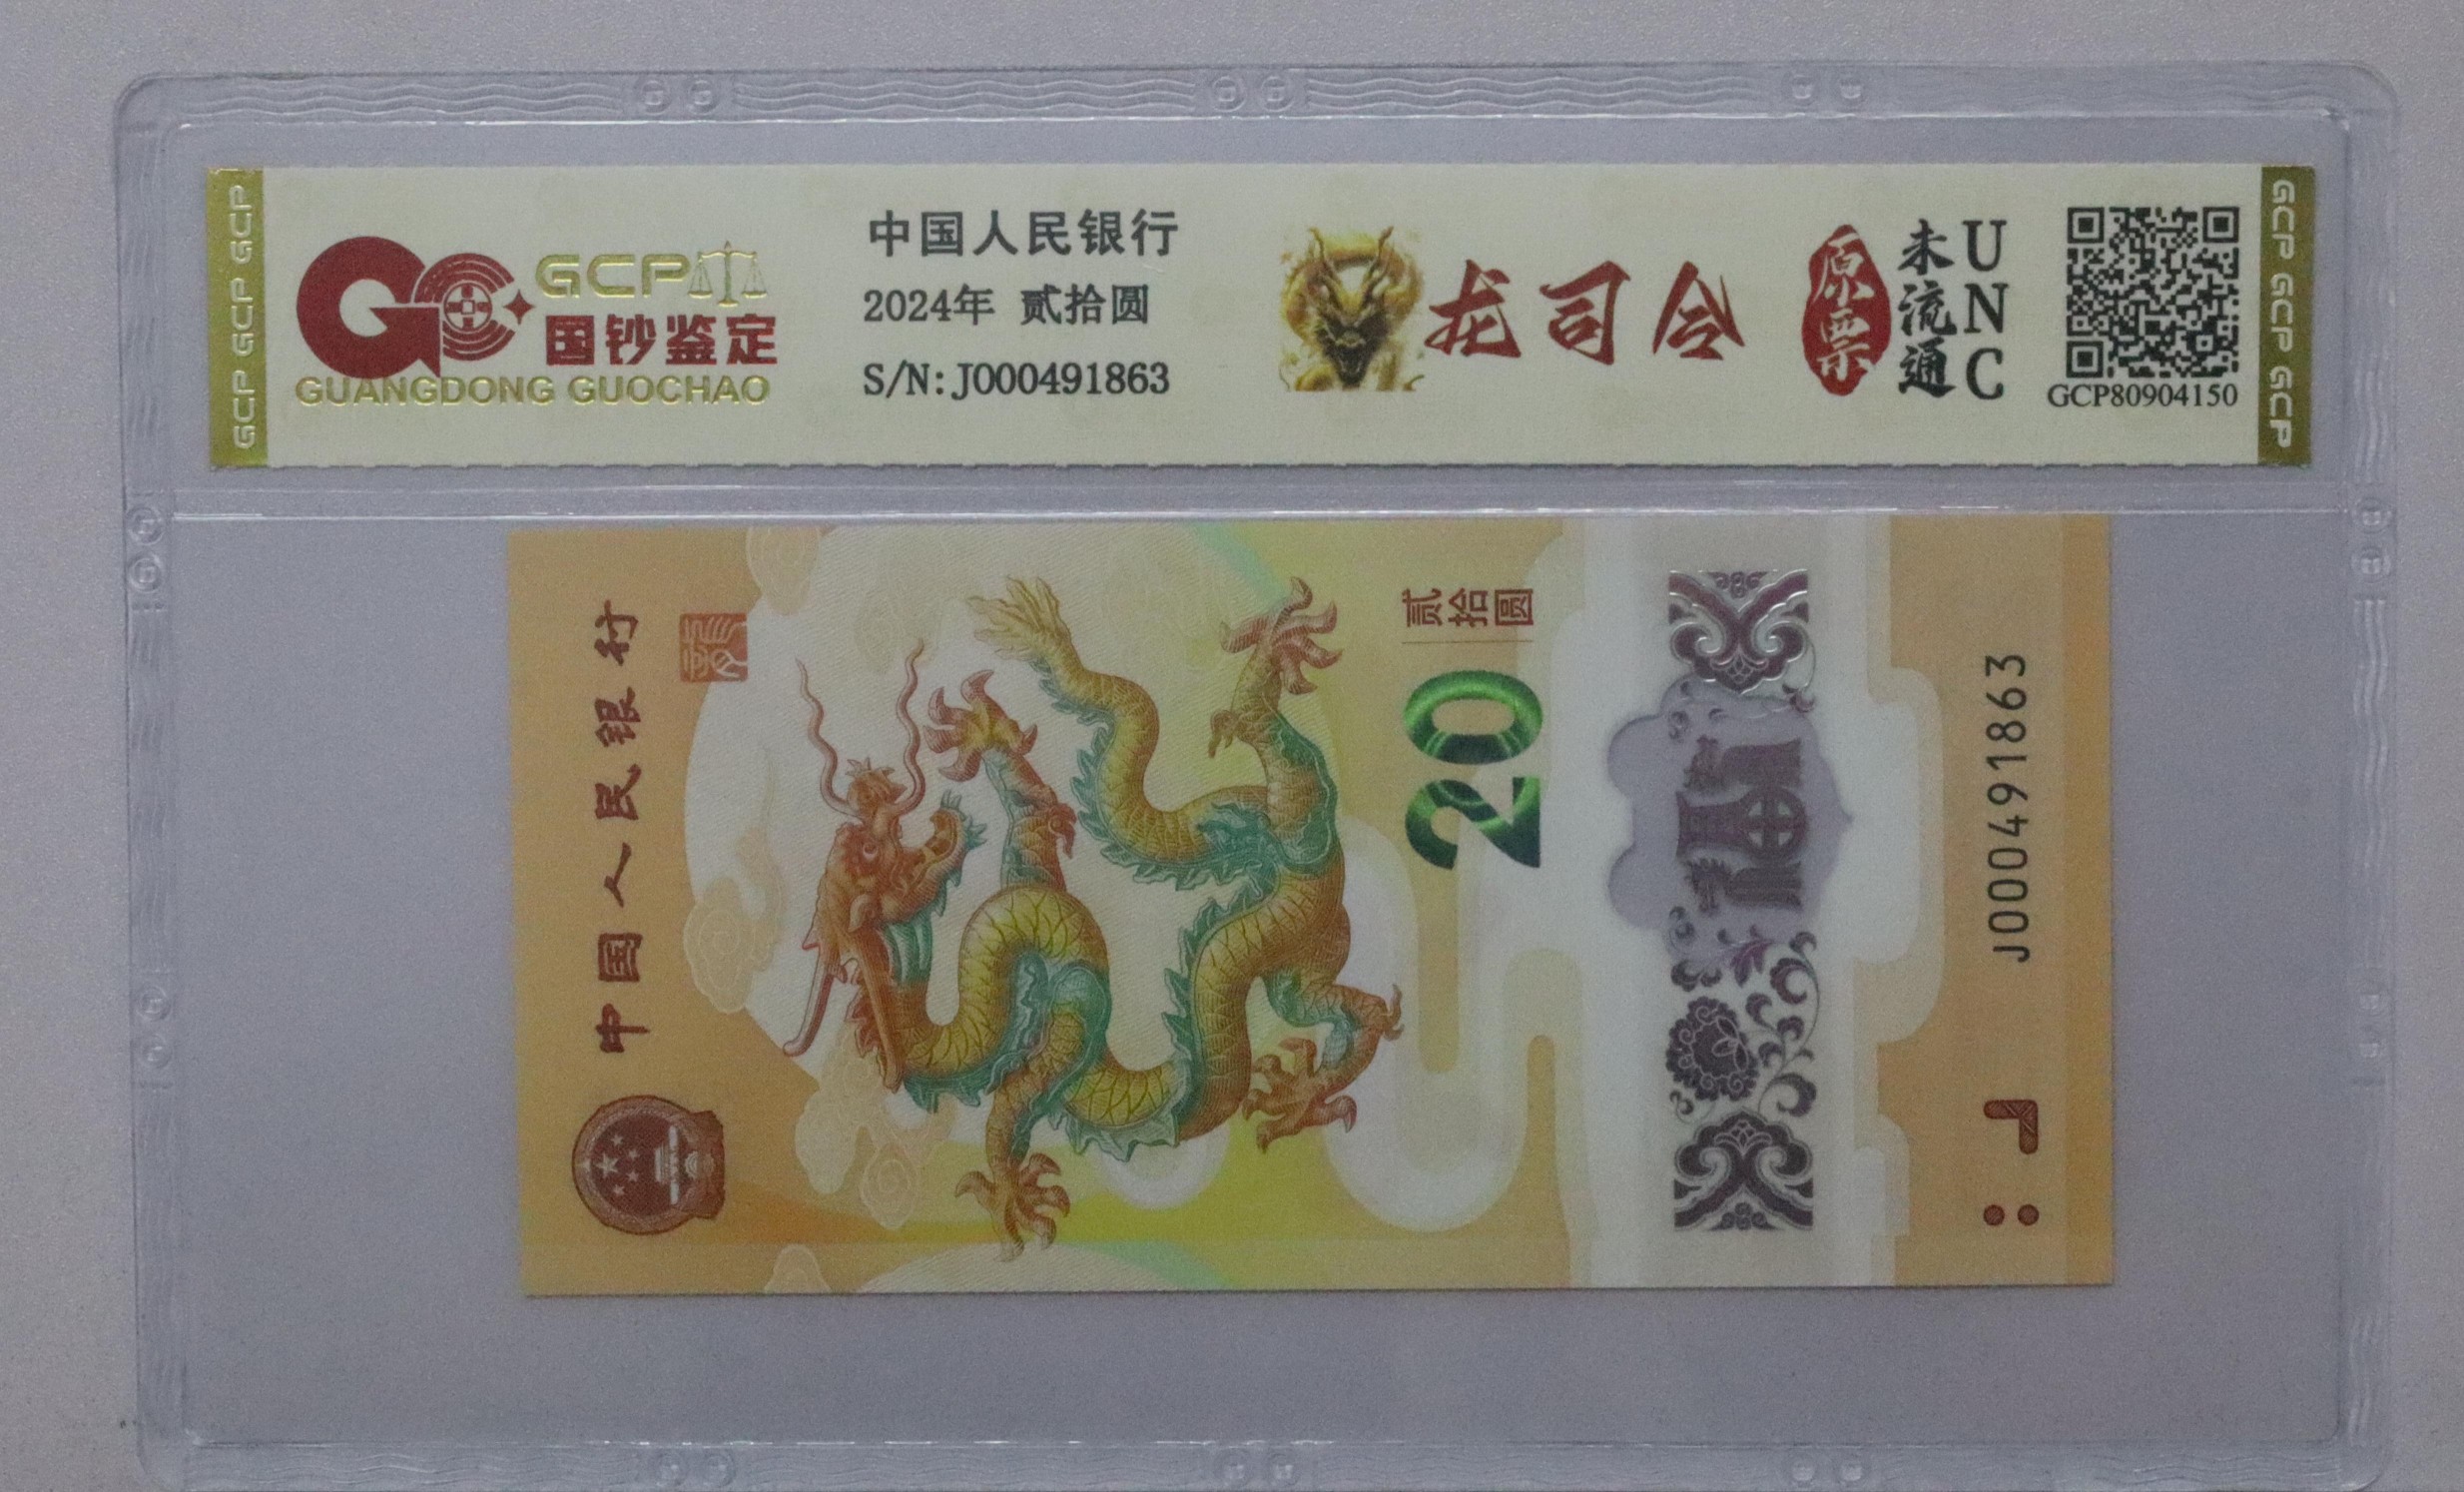 GCP GCP GCP GCP
GCP
国钞鉴定
GUANGDONG GUOCHAO
中国人民银行
2024年 贰拾圆
S/N:J000491863
龙司令
原票
未流通
UNC
GCP80904150
GCP GCP GCP GCP
中国人民银行
贰拾圆
20
J000491863